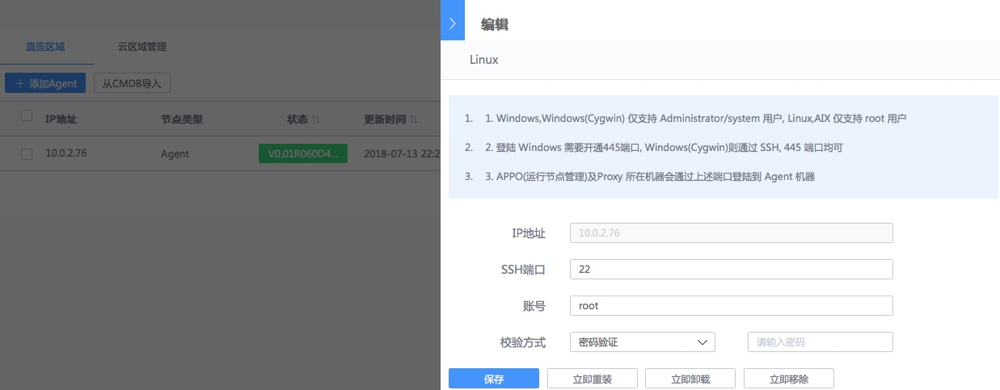 直连区域
云区域管理
添加Agent
从CMDB导入
IP地址
节点类型
状态
更新时间
10.0.2.76
Agent
V0.01R060D4...
2018-07-13 22:2
编辑
Linux
1. 1. Windows,Windows(Cygwin) 仅支持 Administrator/system 用户, Linux,AIX 仅支持 root 用户
2. 2. 登陆 Windows 需要开通445端口, Windows(Cygwin)则通过 SSH, 445 端口均可
3. 3. APPO(运行节点管理)及Proxy 所在机器会通过上述端口登陆到 Agent 机器
IP地址 10.0.2.76
SSH端口 22
账号 root
校验方式 密码验证 请输入密码
保存 立即重装 立即卸载 立即移除